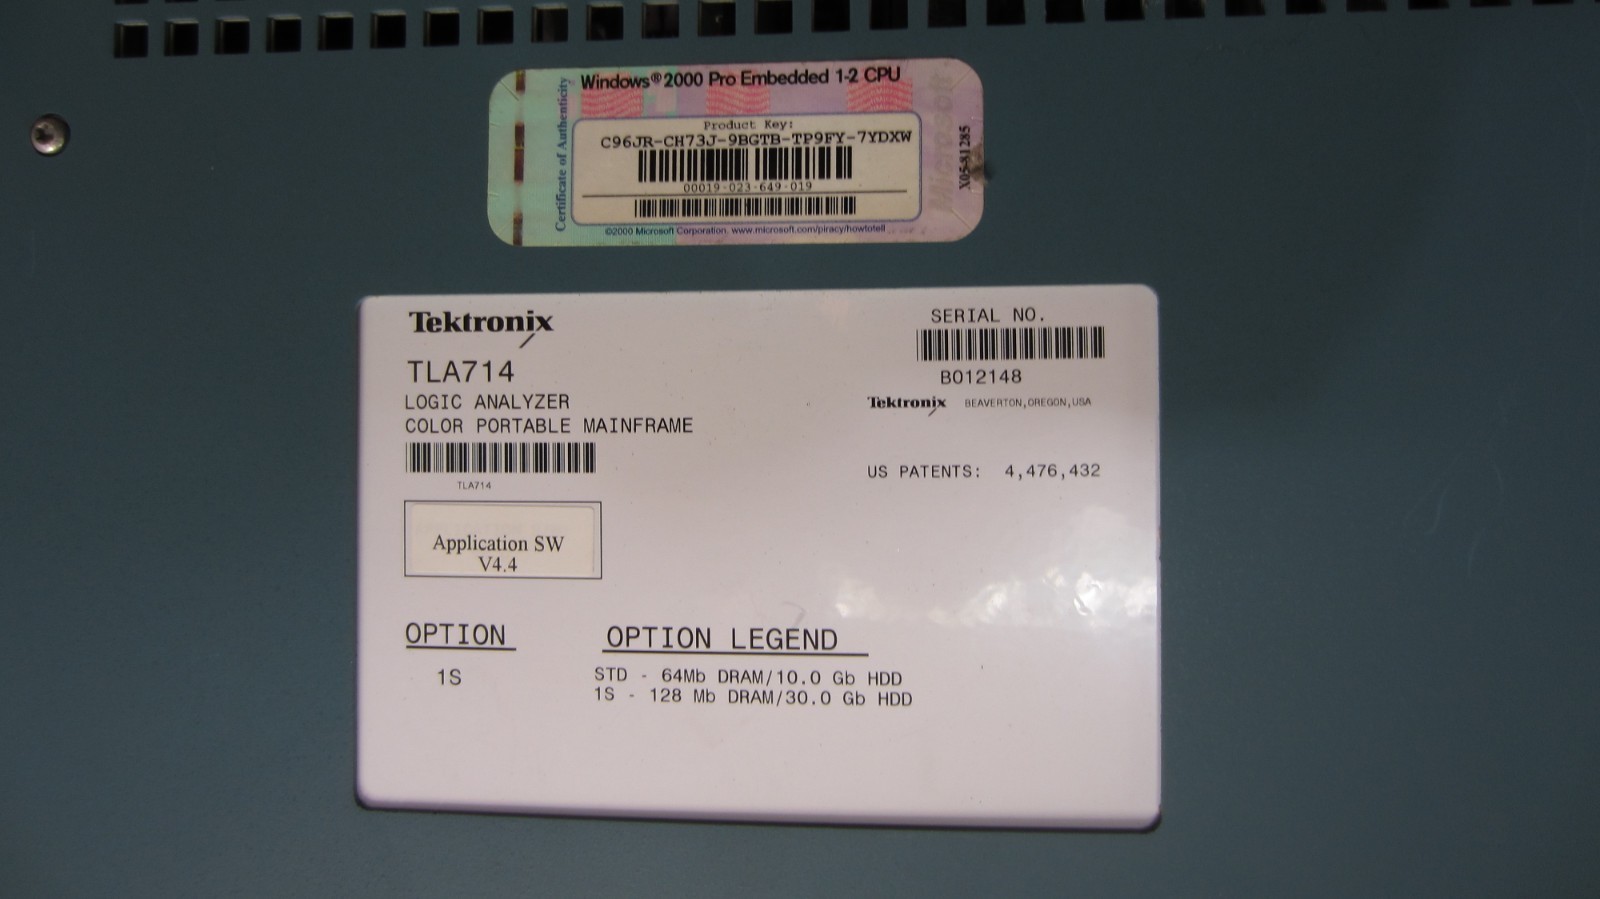 Windows®2000 Pro Embedded 1-2 CPU
Certificate of Authenticity
Product Key:
C96JR-CH73J-9BGTB-TP9FY-7YDXW
00019-023-649-019
©2000 Microsoft Corporation. www.microsoft.com/piracy/howtotell
Microsoft
X05-81285
Tektronix
TLA714
LOGIC ANALYZER
COLOR PORTABLE MAINFRAME
TLA714
SERIAL NO.
B012148
Tektronix BEAVERTON,OREGON,USA
US PATENTS: 4,476,432
Application SW
V4.4
OPTION
1S
OPTION LEGEND
STD - 64Mb DRAM/10.0 Gb HDD
1S - 128 Mb DRAM/30.0 Gb HDD